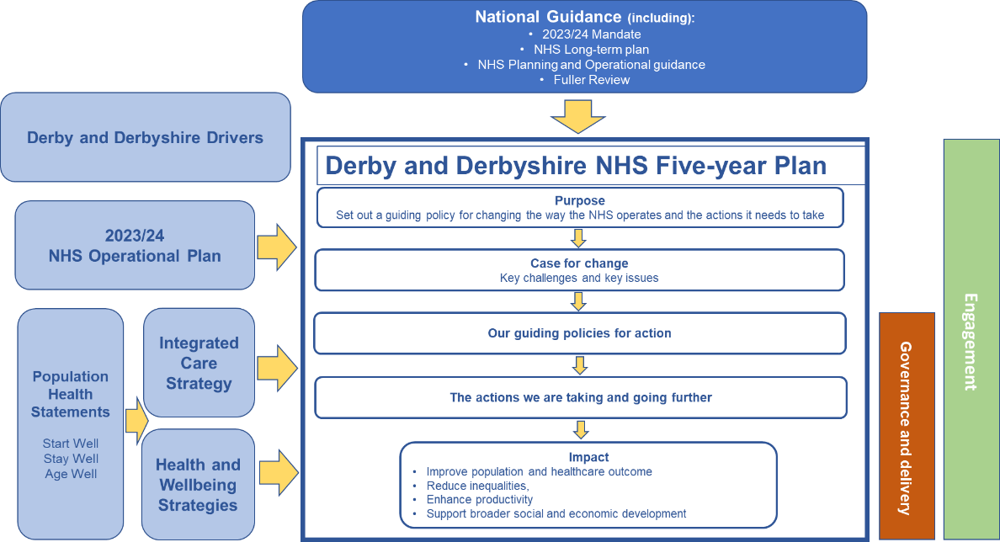 National Guidance (including):
• 2023/24 Mandate
• NHS Long-term plan
• NHS Planning and Operational guidance
• Fuller Review
Derby and Derbyshire Drivers
2023/24
NHS Operational Plan
Population
Health
Statements
Start Well
Stay Well
Age Well
Integrated
Care
Strategy
Health and
Wellbeing
Strategies
Derby and Derbyshire NHS Five-year Plan
Purpose
Set out a guiding policy for changing the way the NHS operates and the actions it needs to take
Case for change
Key challenges and key issues
Our guiding policies for action
The actions we are taking and going further
Impact
• Improve population and healthcare outcome
• Reduce inequalities,
• Enhance productivity
• Support broader social and economic development
Governance and delivery
Engagement